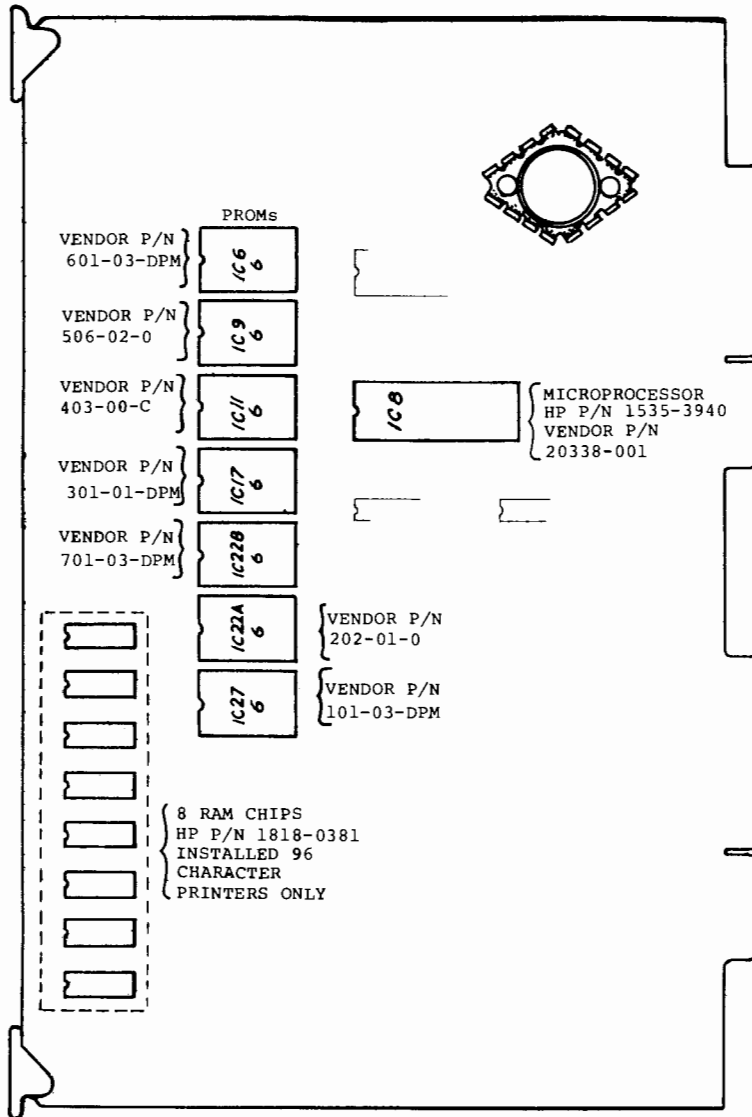 PROMs
VENDOR P/N
601-03-DPM
IC6
6
VENDOR P/N
506-02-0
IC9
6
VENDOR P/N
403-00-C
IC11
6
IC8
MICROPROCESSOR
HP P/N 1535-3940
VENDOR P/N
20338-001
VENDOR P/N
301-01-DPM
IC17
6
VENDOR P/N
701-03-DPM
IC22B
6
IC22A
6
VENDOR P/N
202-01-0
IC27
6
VENDOR P/N
101-03-DPM
8 RAM CHIPS
HP P/N 1818-0381
INSTALLED 96
CHARACTER
PRINTERS ONLY